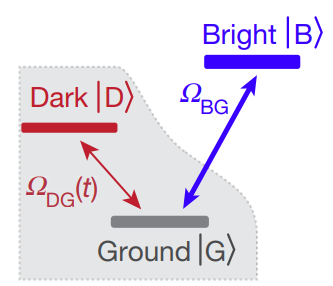 Bright |B⟩
Dark |D⟩
Ω_BG
Ω_DG(t)
Ground |G⟩